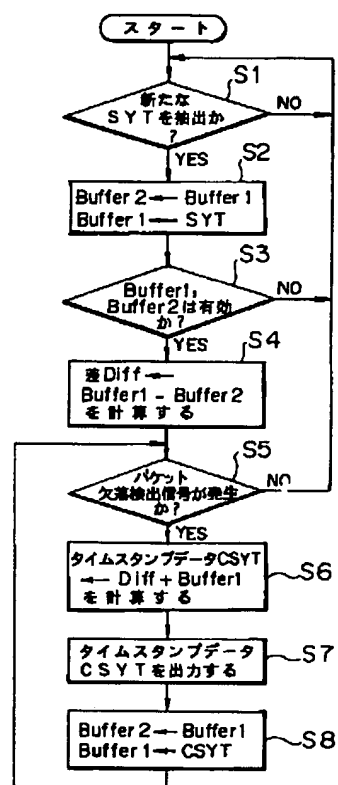 スタート
S1
新たな
SYTを抽出か
?
NO
YES
S2
Buffer 2 ← Buffer 1
Buffer 1 ← SYT
S3
Buffer1,
Buffer2は有効
か?
NO
YES
S4
差Diff ←
Buffer1 - Buffer2
を計算する
S5
パケット
欠落検出信号が発生
か?
NO
YES
S6
タイムスタンプデータCSYT
← Diff + Buffer1
を計算する
S7
タイムスタンプデータ
CSYTを出力する
S8
Buffer 2 ← Buffer 1
Buffer 1 ← CSYT